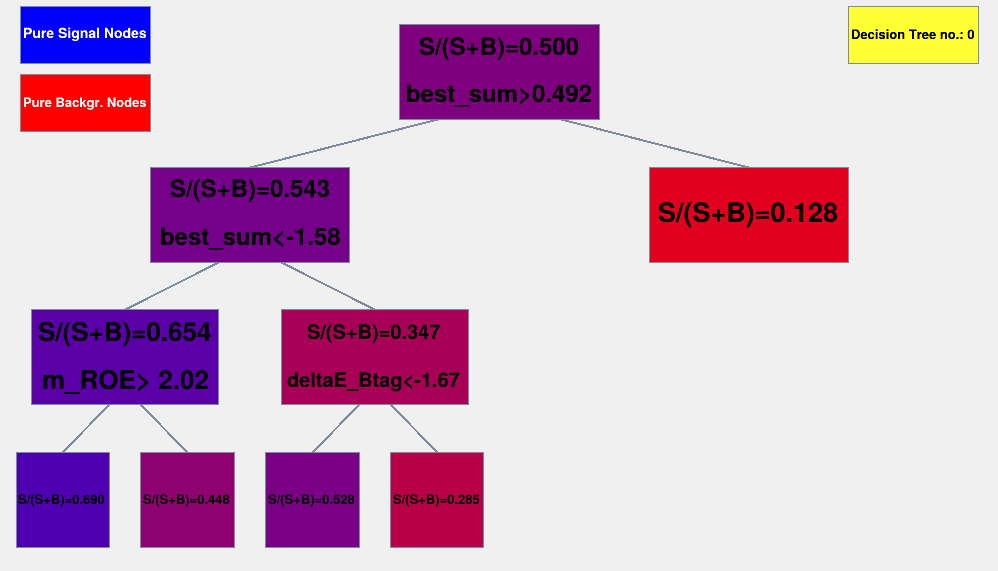 Pure Signal Nodes
Pure Backgr. Nodes
Decision Tree no.: 0
S/(S+B)=0.500
best_sum>0.492
S/(S+B)=0.543
best_sum<-1.58
S/(S+B)=0.128
S/(S+B)=0.654
m_ROE> 2.02
S/(S+B)=0.347
deltaE_Btag<-1.67
S/(S+B)=0.690
S/(S+B)=0.448
S/(S+B)=0.528
S/(S+B)=0.285